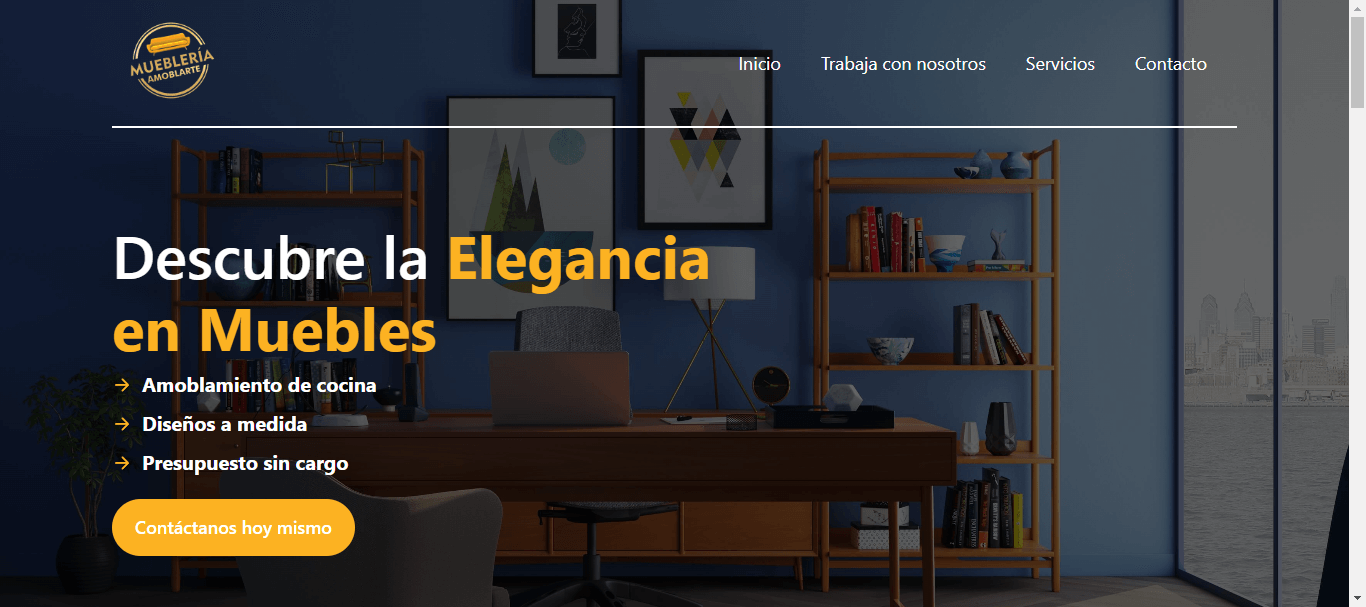 MUEBLERÍA
AMOBLARTE
Inicio
Trabaja con nosotros
Servicios
Contacto
Descubre la Elegancia
en Muebles
→ Amoblamiento de cocina
→ Diseños a medida
→ Presupuesto sin cargo
Contáctanos hoy mismo